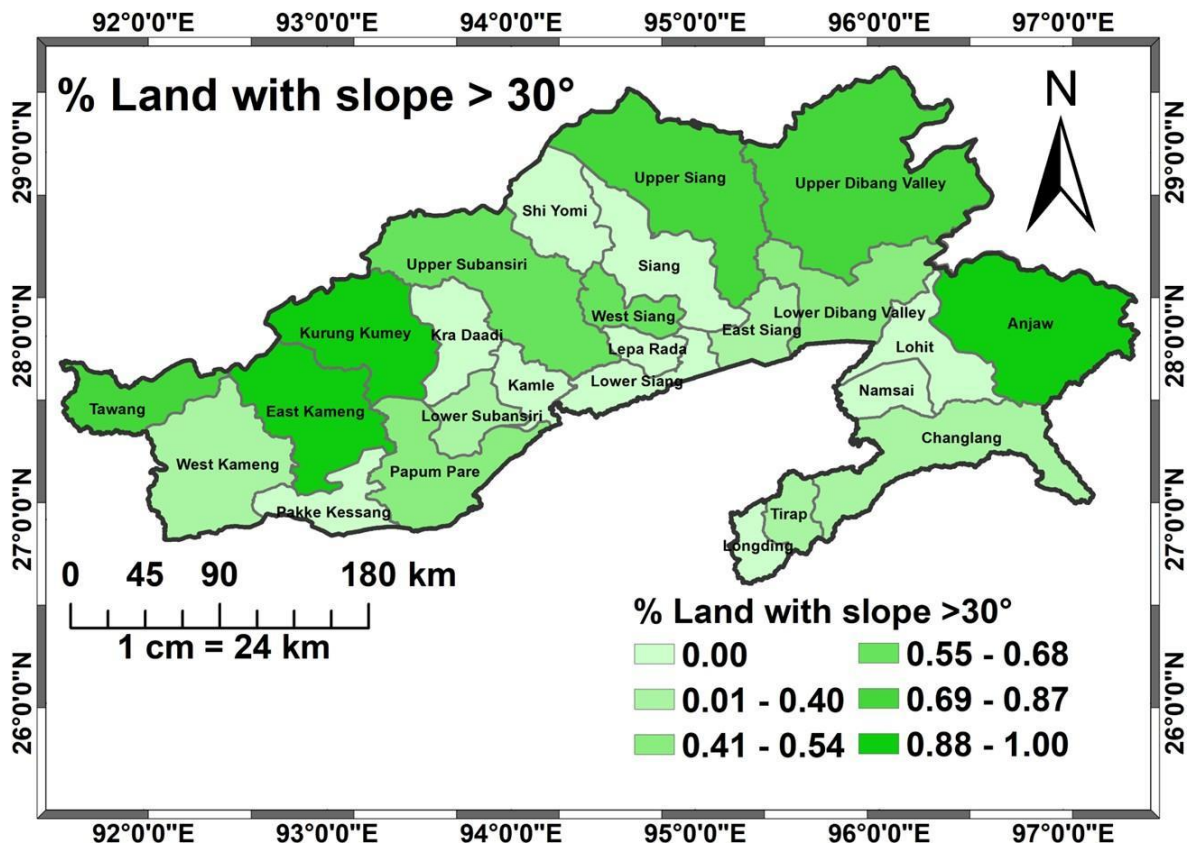 92°0'0"E 93°0'0"E 94°0'0"E 95°0'0"E 96°0'0"E 97°0'0"E
% Land with slope > 30°
N
29°0'0"N
28°0'0"N
27°0'0"N
26°0'0"N
29°0'0"N
28°0'0"N
27°0'0"N
26°0'0"N
Upper Siang
Upper Dibang Valley
Shi Yomi
Upper Subansiri
Siang
Kurung Kumey
Kra Daadi
West Siang
East Siang
Lower Dibang Valley
Anjaw
Lohit
Lepa Rada
Lower Siang
Kamle
Namsai
Tawang
East Kameng
Lower Subansiri
Changlang
West Kameng
Papum Pare
Pakke Kessang
Tirap
Longding
0 45 90 180 km
1 cm = 24 km
% Land with slope >30°
0.00
0.01 - 0.40
0.41 - 0.54
0.55 - 0.68
0.69 - 0.87
0.88 - 1.00
92°0'0"E 93°0'0"E 94°0'0"E 95°0'0"E 96°0'0"E 97°0'0"E